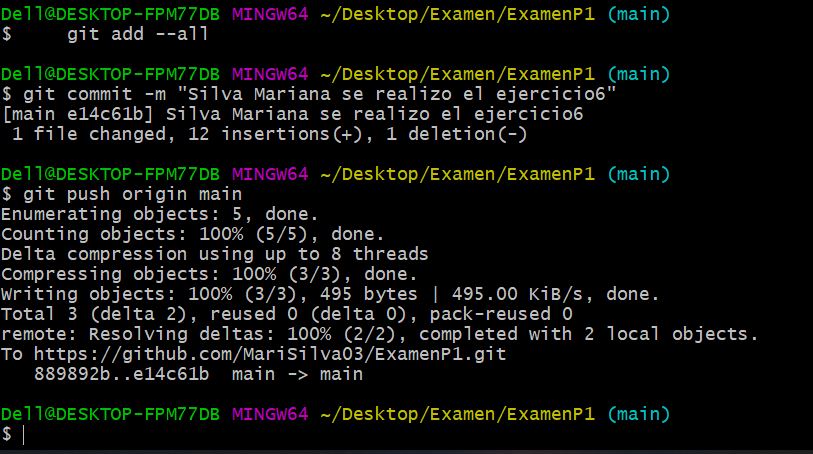 Dell@DESKTOP-FPM77DB MINGW64 ~/Desktop/Examen/ExamenP1 (main)
$     git add --all
Dell@DESKTOP-FPM77DB MINGW64 ~/Desktop/Examen/ExamenP1 (main)
$ git commit -m "Silva Mariana se realizo el ejercicio6"
[main e14c61b] Silva Mariana se realizo el ejercicio6
 1 file changed, 12 insertions(+), 1 deletion(-)
Dell@DESKTOP-FPM77DB MINGW64 ~/Desktop/Examen/ExamenP1 (main)
$ git push origin main
Enumerating objects: 5, done.
Counting objects: 100% (5/5), done.
Delta compression using up to 8 threads
Compressing objects: 100% (3/3), done.
Writing objects: 100% (3/3), 495 bytes | 495.00 KiB/s, done.
Total 3 (delta 2), reused 0 (delta 0), pack-reused 0
remote: Resolving deltas: 100% (2/2), completed with 2 local objects.
To https://github.com/MariSilva03/ExamenP1.git
   889892b..e14c61b  main -> main
Dell@DESKTOP-FPM77DB MINGW64 ~/Desktop/Examen/ExamenP1 (main)
$